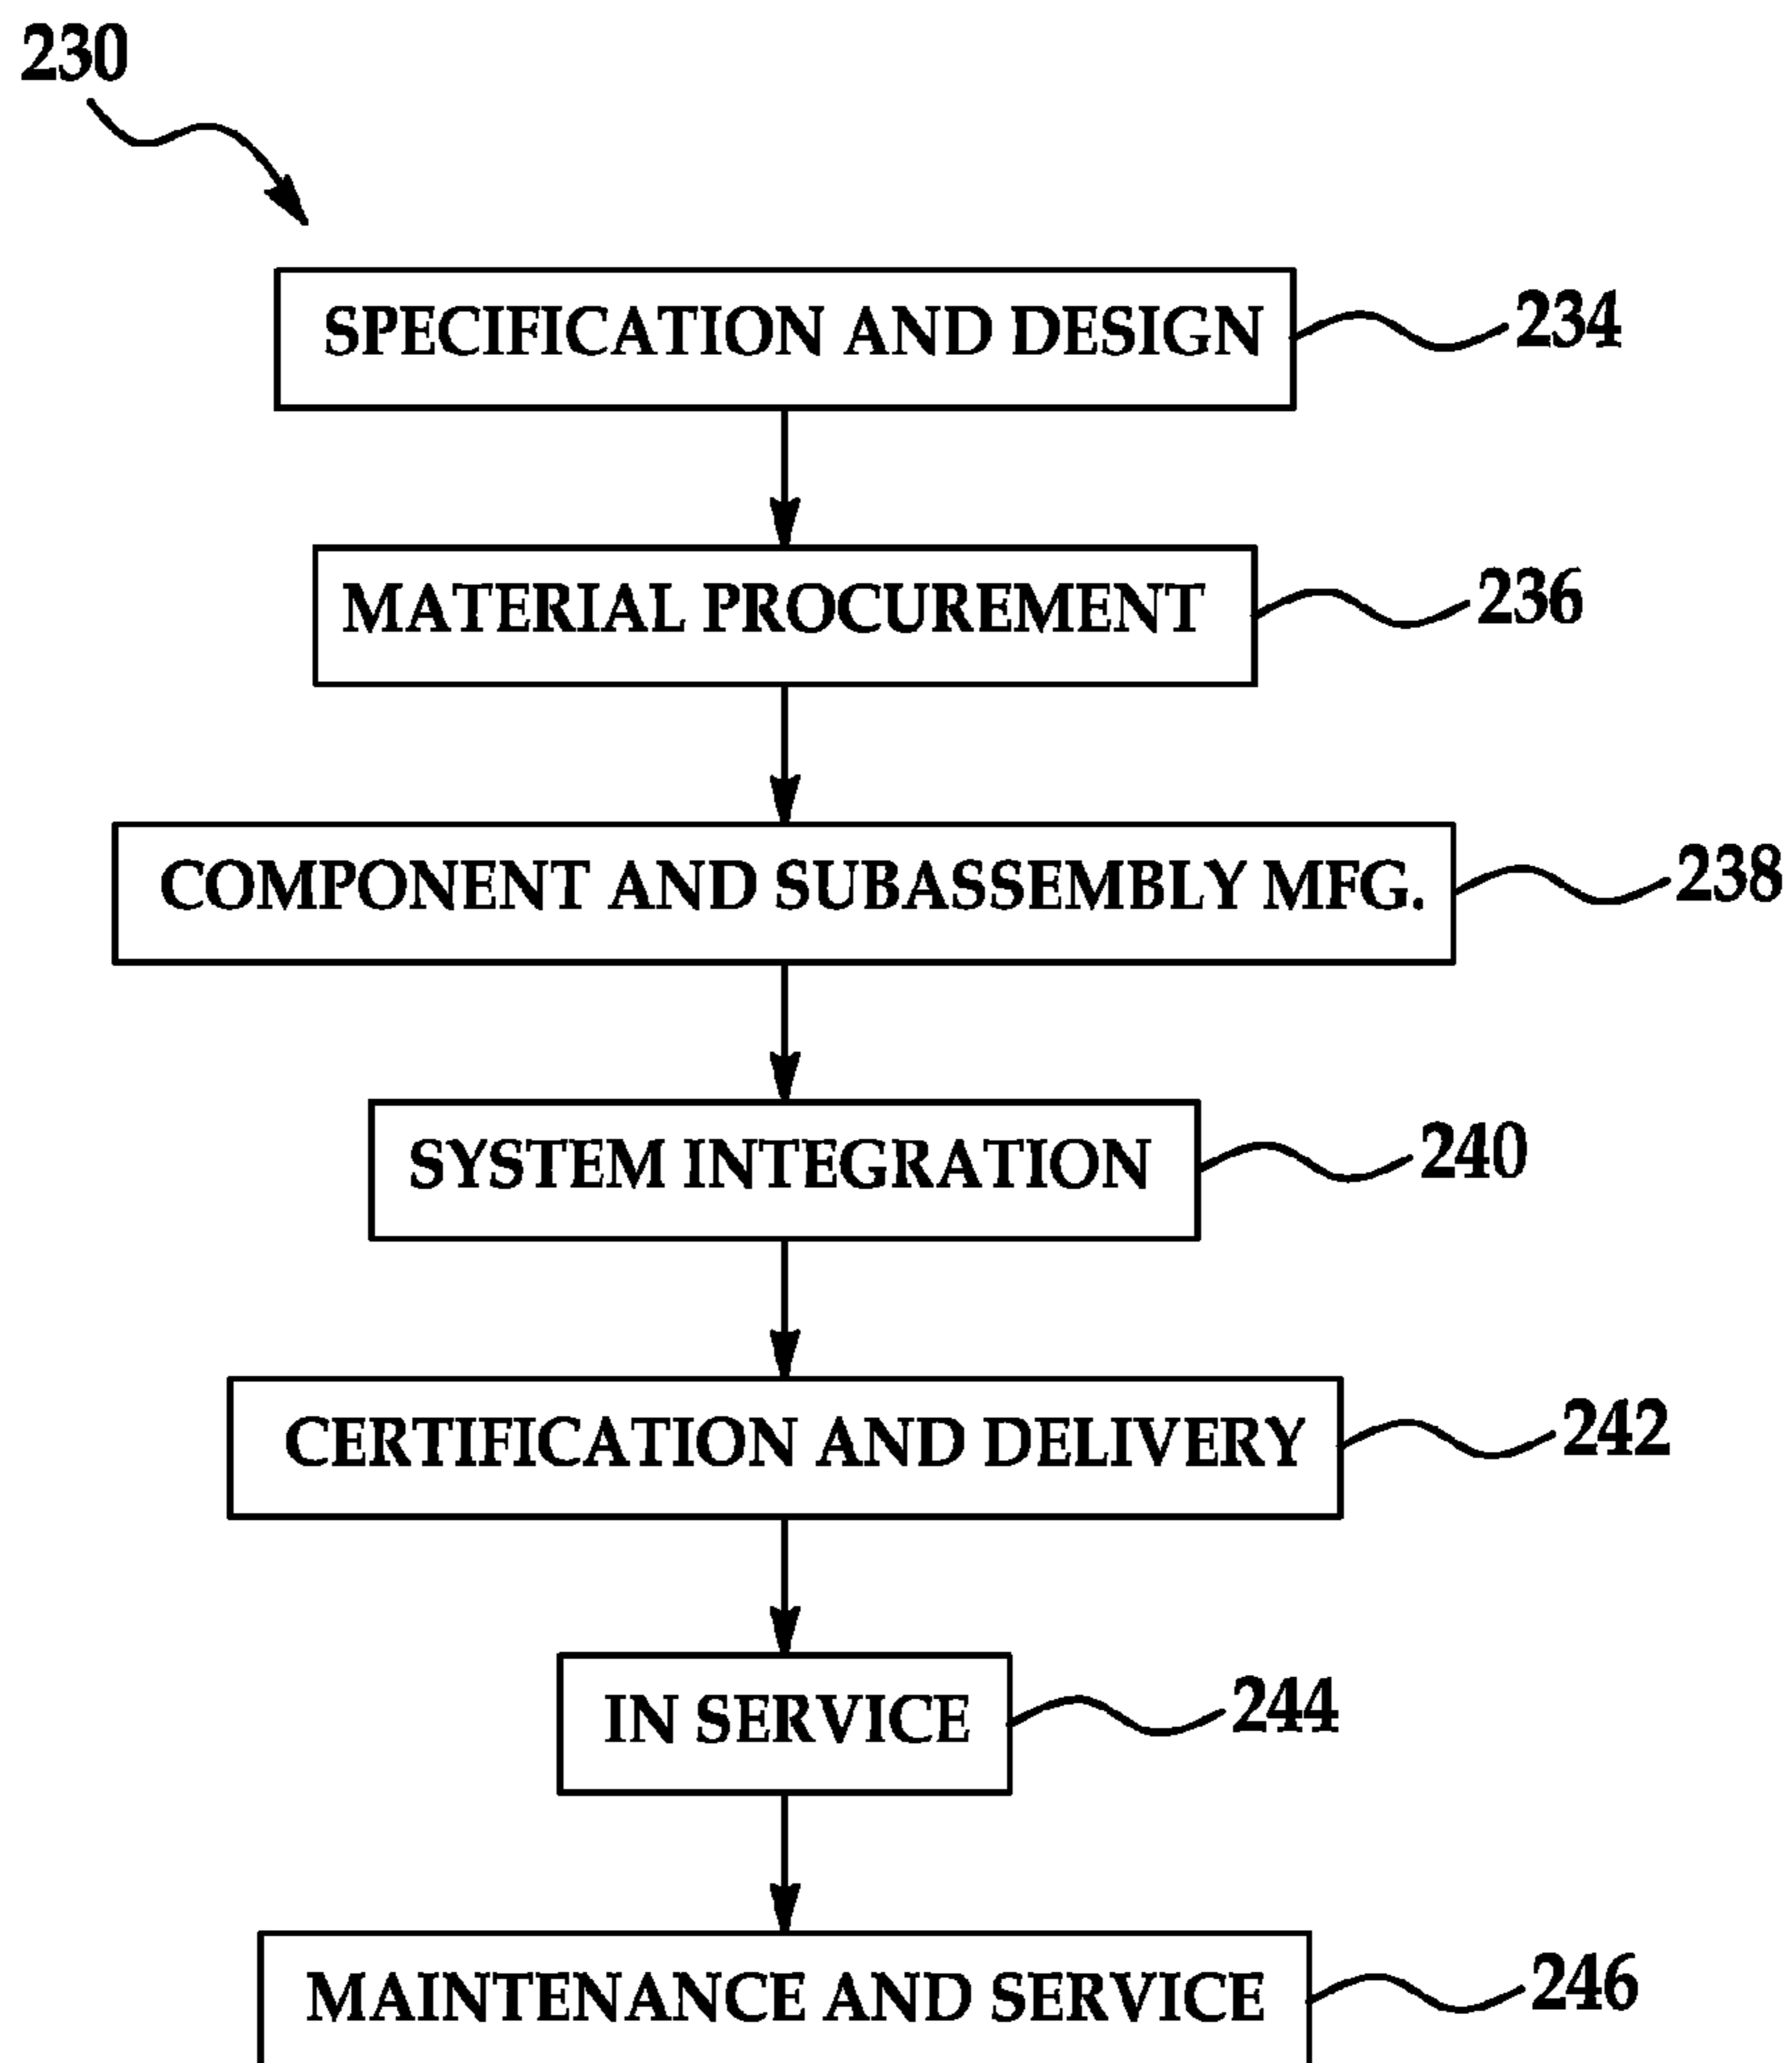 230
SPECIFICATION AND DESIGN 234
MATERIAL PROCUREMENT 236
COMPONENT AND SUBASSEMBLY MFG. 238
SYSTEM INTEGRATION 240
CERTIFICATION AND DELIVERY 242
IN SERVICE 244
MAINTENANCE AND SERVICE 246